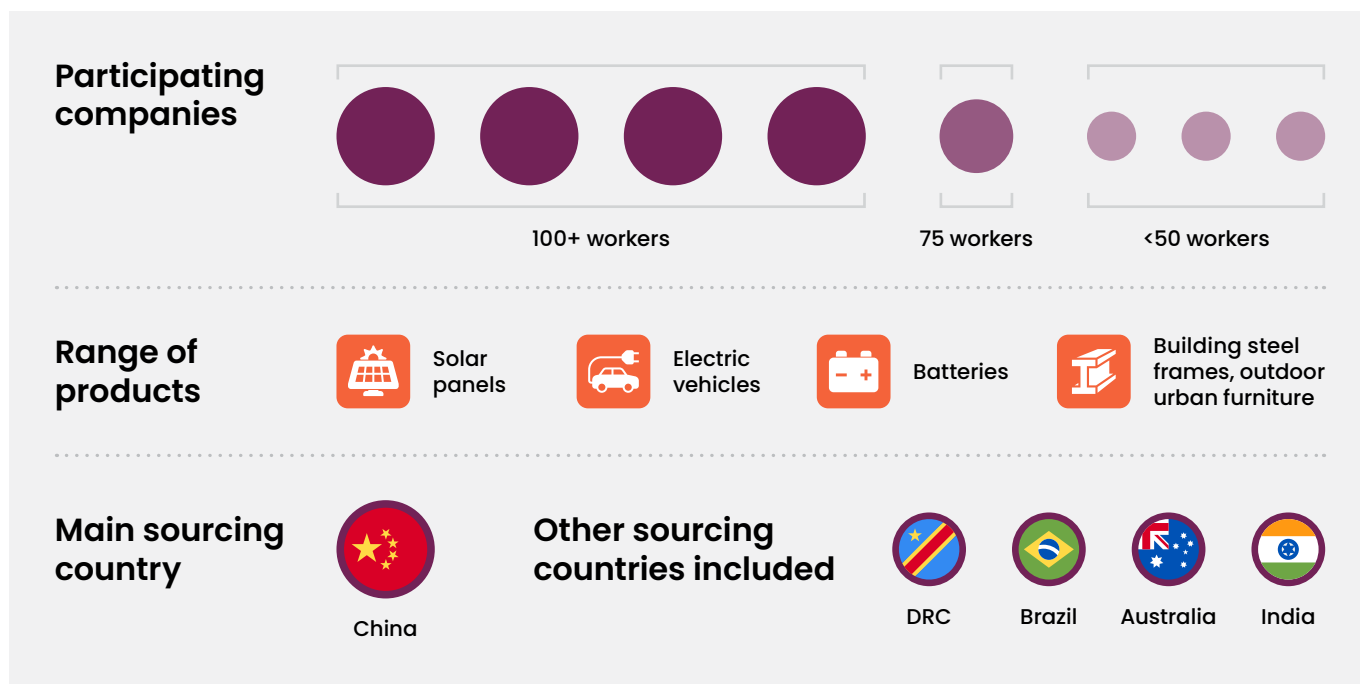 Participating
companies
100+ workers
75 workers
<50 workers
Range of
products
Solar
panels
Electric
vehicles
Batteries
Building steel
frames, outdoor
urban furniture
Main sourcing
country
China
Other sourcing
countries included
DRC
Brazil
Australia
India